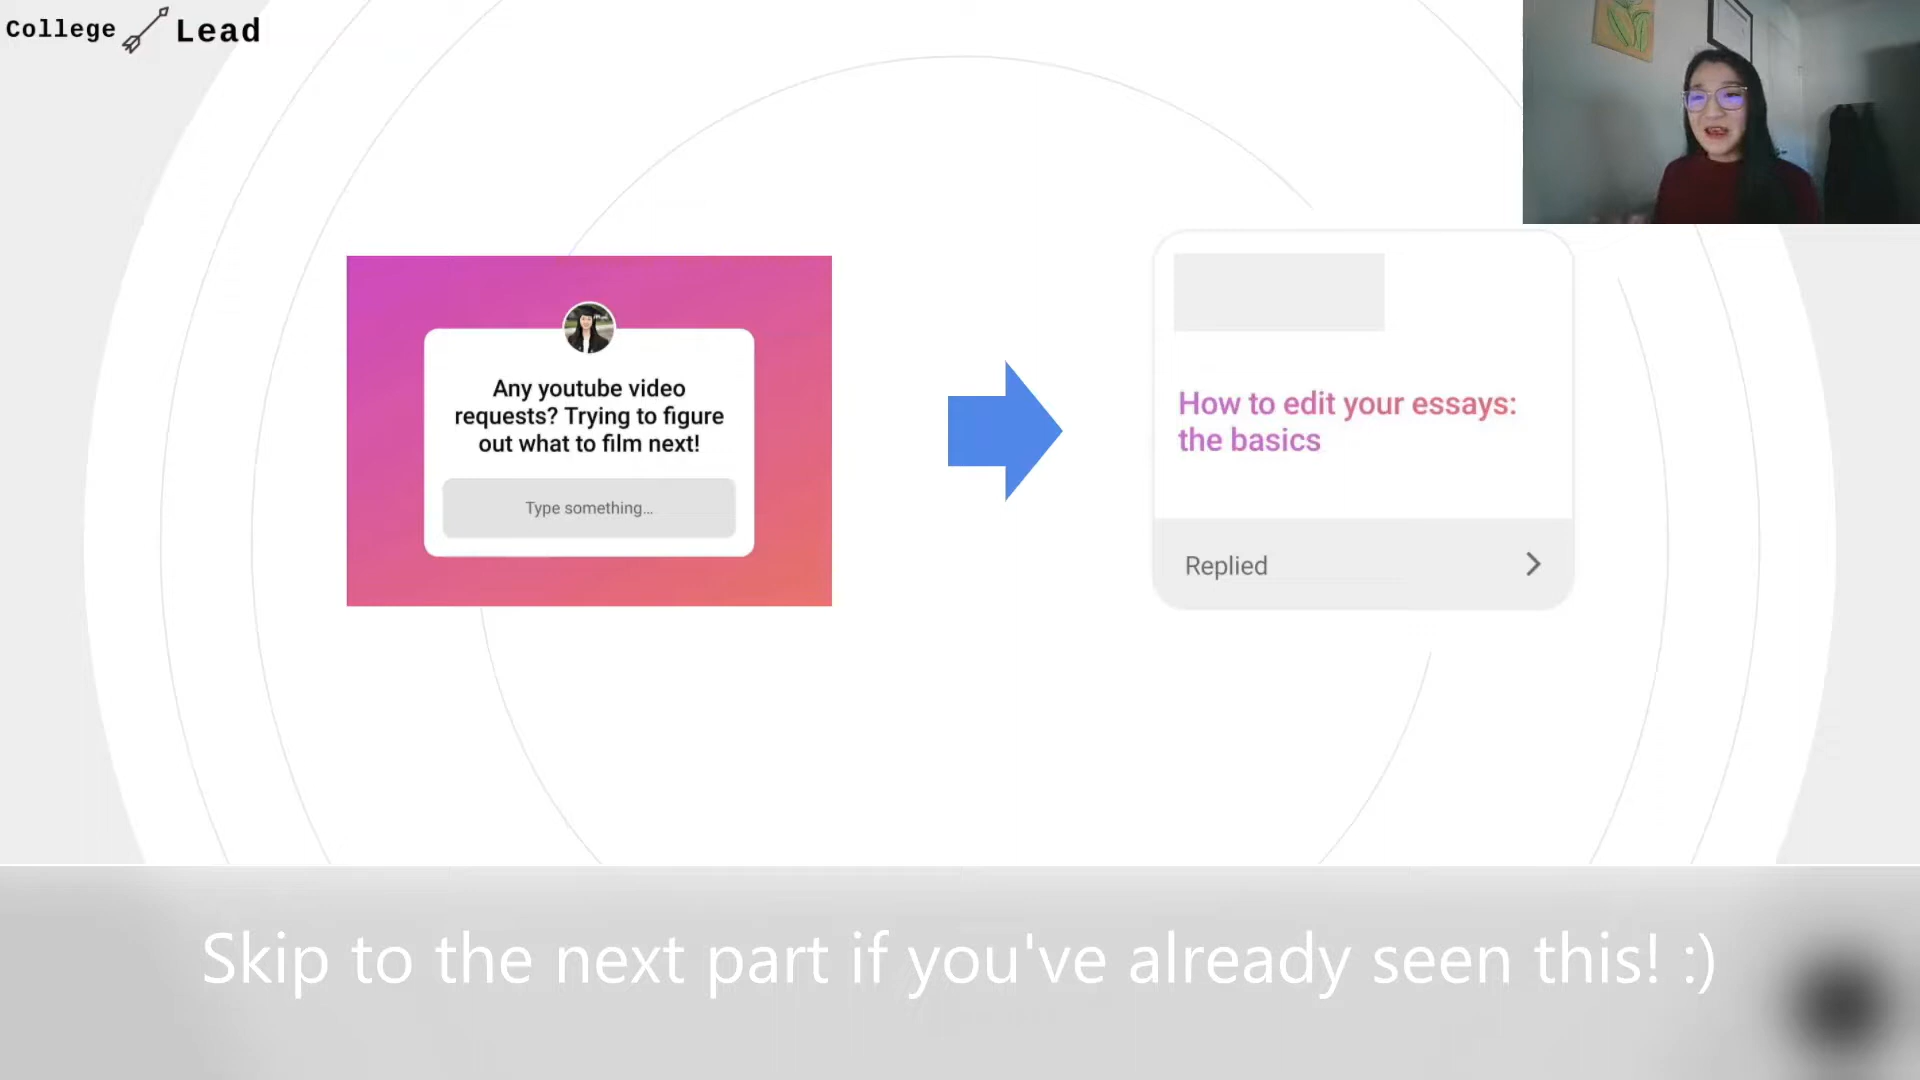 College Lead
Any youtube video
requests? Trying to figure
out what to film next!
Type something...
How to edit your essays:
the basics
Replied
Skip to the next part if you've already seen this! :)